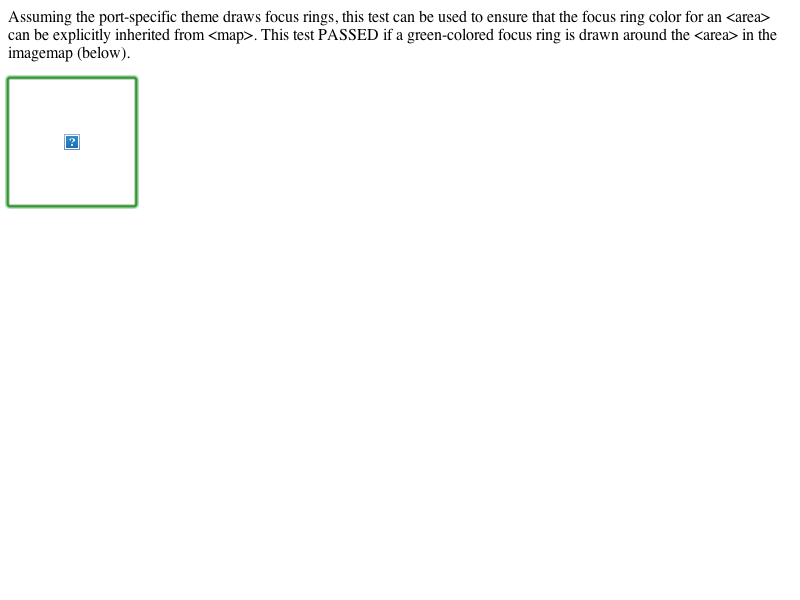 Assuming the port-specific theme draws focus rings, this test can be used to ensure that the focus ring color for an <area>
can be explicitly inherited from <map>. This test PASSED if a green-colored focus ring is drawn around the <area> in the
imagemap (below).
?